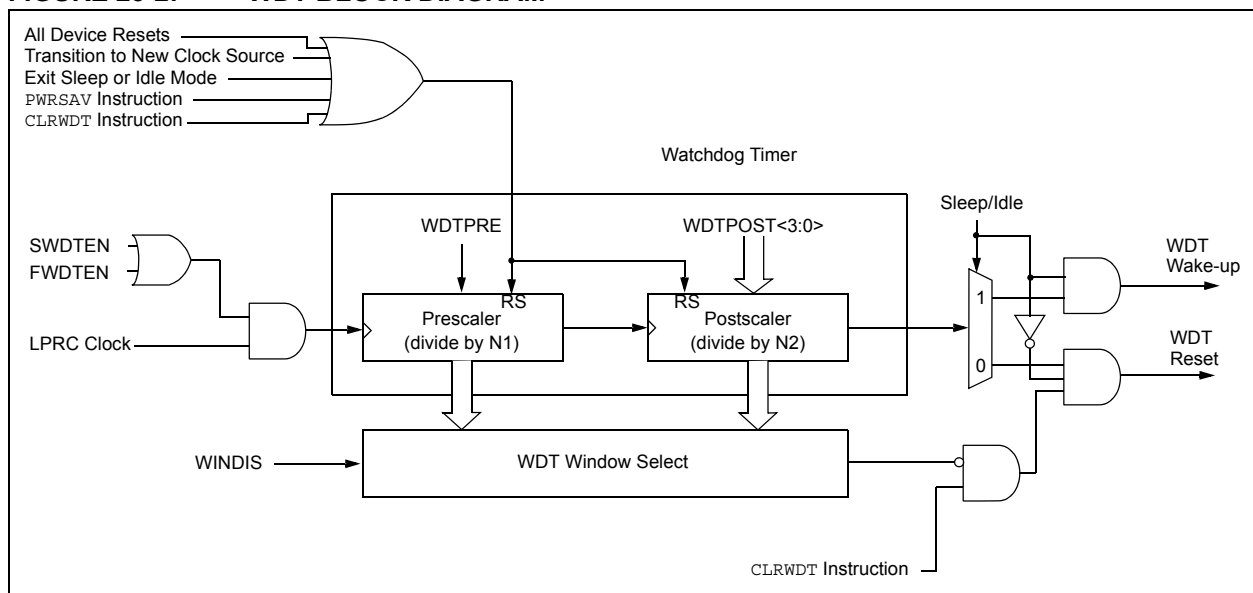 All Device Resets
Transition to New Clock Source
Exit Sleep or Idle Mode
PWRSAV Instruction
CLRWDT Instruction
Watchdog Timer
Sleep/Idle
WDTPRE
WDTPOST<3:0>
SWDTEN
FWDTEN
WDT
Wake-up
RS
RS
1
Prescaler
(divide by N1)
Postscaler
(divide by N2)
LPRC Clock
WDT
Reset
0
WINDIS
WDT Window Select
CLRWDT Instruction